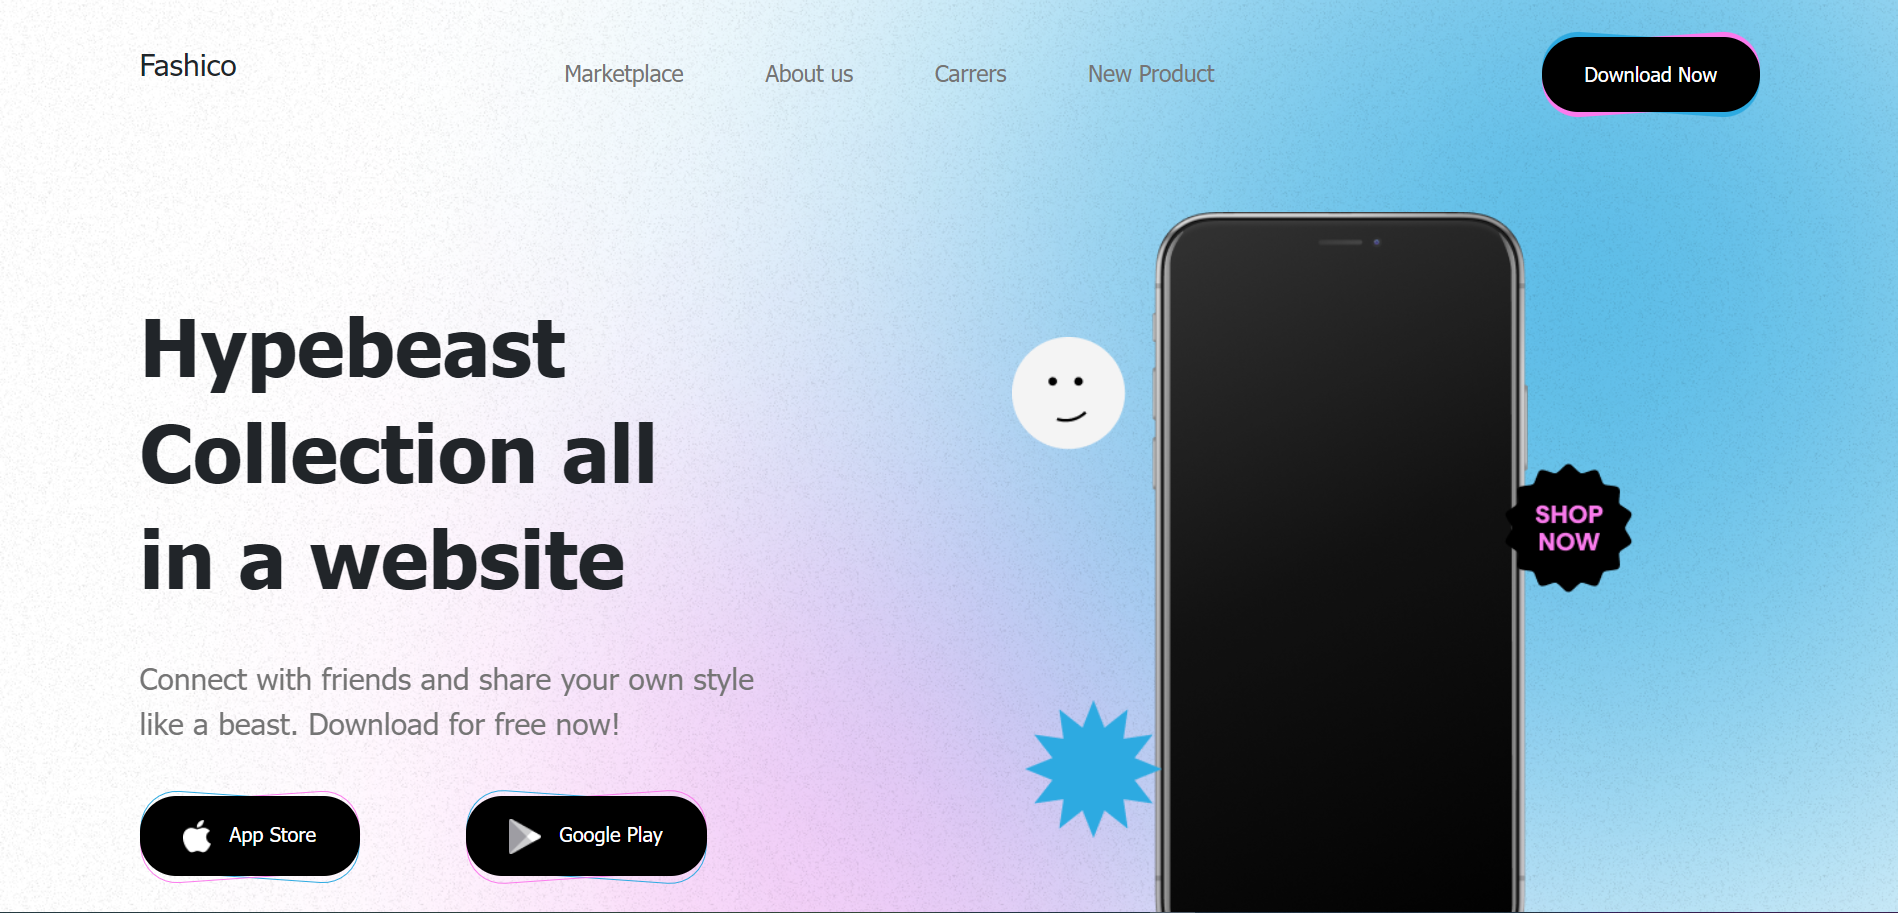 Fashico
Marketplace
About us
Carrers
New Product
Download Now
Hypebeast
Collection all
in a website
SHOP
NOW
Connect with friends and share your own style
like a beast. Download for free now!
App Store
Google Play